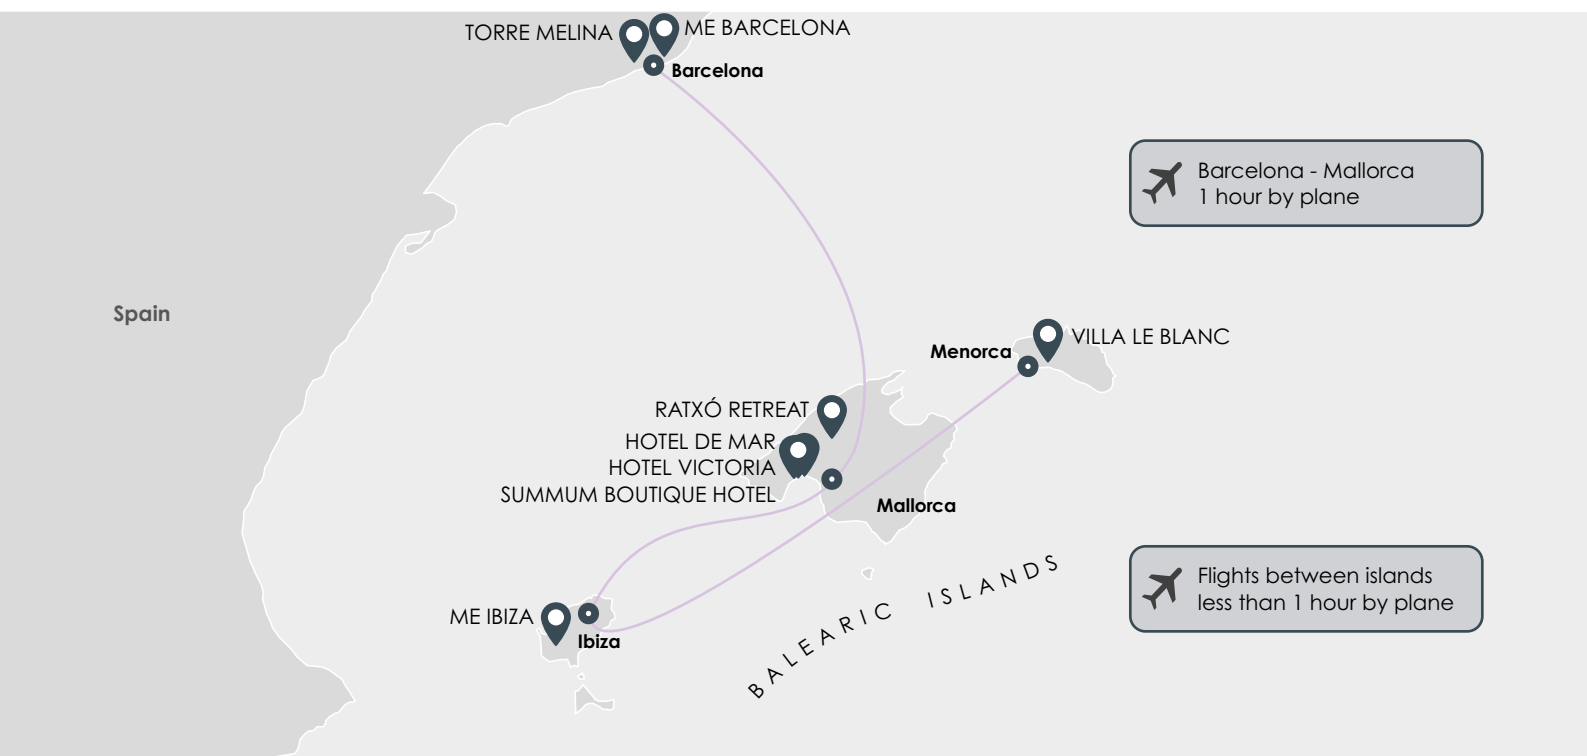 TORRE MELINA
ME BARCELONA
Barcelona
Barcelona - Mallorca
1 hour by plane
Spain
Menorca
VILLA LE BLANC
RATXÓ RETREAT
HOTEL DE MAR
HOTEL VICTORIA
SUMMUM BOUTIQUE HOTEL
Mallorca
BALEARIC ISLANDS
Flights between islands
less than 1 hour by plane
ME IBIZA
Ibiza